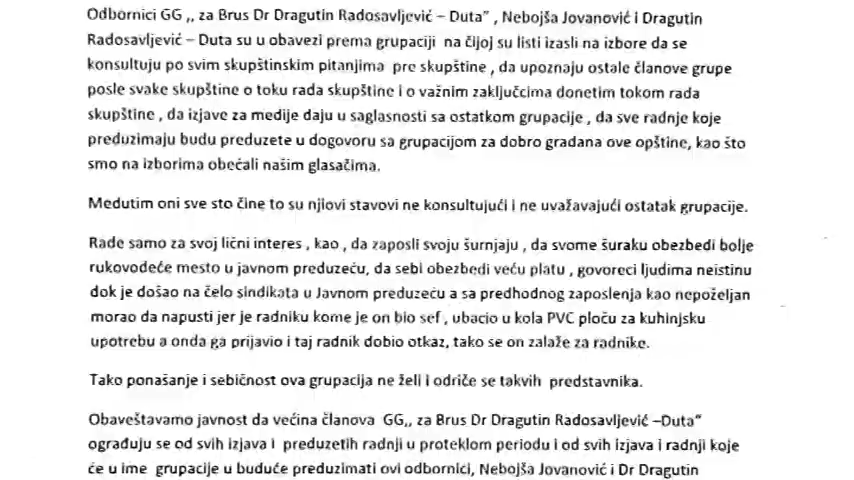 Odbornici GG ,, za Brus Dr Dragutin Radosavljević – Duta" , Nebojša Jovanović i Dragutin
Radosavljević – Duta su u obavezi prema grupaciji na čijoj su listi izasli na izbore da se
konsultuju po svim skupštinskim pitanjima pre skupštine , da upoznaju ostale članove grupe
posle svake skupštine o toku rada skupštine i o važnim zaključcima donetim tokom rada
skupštine , da izjave za medije daju u saglasnosti sa ostatkom grupacije , da sve radnje koje
preduzimaju budu preduzete u dogovoru sa grupacijom za dobro građana ove opštine, kao što
smo na izborima obećali našim glasačima.
Medutim oni sve sto čine to su njiovi stavovi ne konsultujući i ne uvažavajući ostatak grupacije.
Rade samo za svoj lični interes , kao , da zaposli svoju šurnjaju , da svome šuraku obezbedi bolje
rukovodeće mesto u javnom preduzeću, da sebi obezbedi veću platu , govoreci ljudima neistinu
dok je došao na čelo sindikata u Javnom preduzeću a sa predhodnog zaposlenja kao nepoželjan
morao da napusti jer je radniku kome je on bio sef , ubacio u kola PVC ploču za kuhinjsku
upotrebu a onda ga prijavio i taj radnik dobio otkaz, tako se on zalaže za radnike.
Tako ponašanje i sebičnost ova grupacija ne želi i odriče se takvih predstavnika.
Obaveštavamo javnost da većina članova GG,, za Brus Dr Dragutin Radosavljević –Duta"
ograđuju se od svih izjava i preduzetih radnji u proteklom periodu i od svih izjava i radnji koje
će u ime grupacije u buduće preduzimati ovi odbornici, Nebojša Jovanović i Dr Dragutin